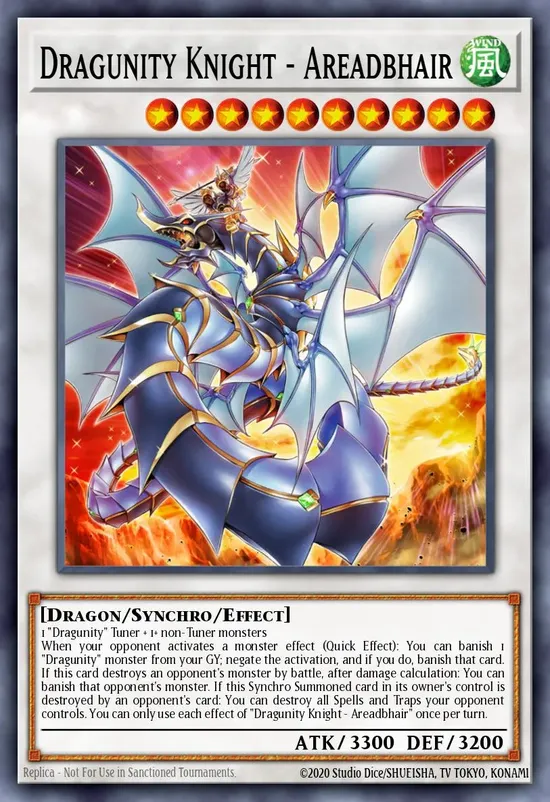 DRAGUNITY KNIGHT - AREADBHAIR
WIND
風
[DRAGON/SYNCHRO/EFFECT]
1 "Dragunity" Tuner + 1+ non-Tuner monsters
When your opponent activates a monster effect (Quick Effect): You can banish 1
"Dragunity" monster from your GY; negate the activation, and if you do, banish that card.
If this card destroys an opponent's monster by battle, after damage calculation: You can
banish that opponent's monster. If this Synchro Summoned card in its owner's control is
destroyed by an opponent's card: You can destroy all Spells and Traps your opponent
controls. You can only use each effect of "Dragunity Knight - Areadbhair" once per turn.
ATK/3300 DEF/3200
Replica - Not For Use in Sanctioned Tournaments.
©2020 Studio Dice/SHUEISHA, TV TOKYO, KONAMI